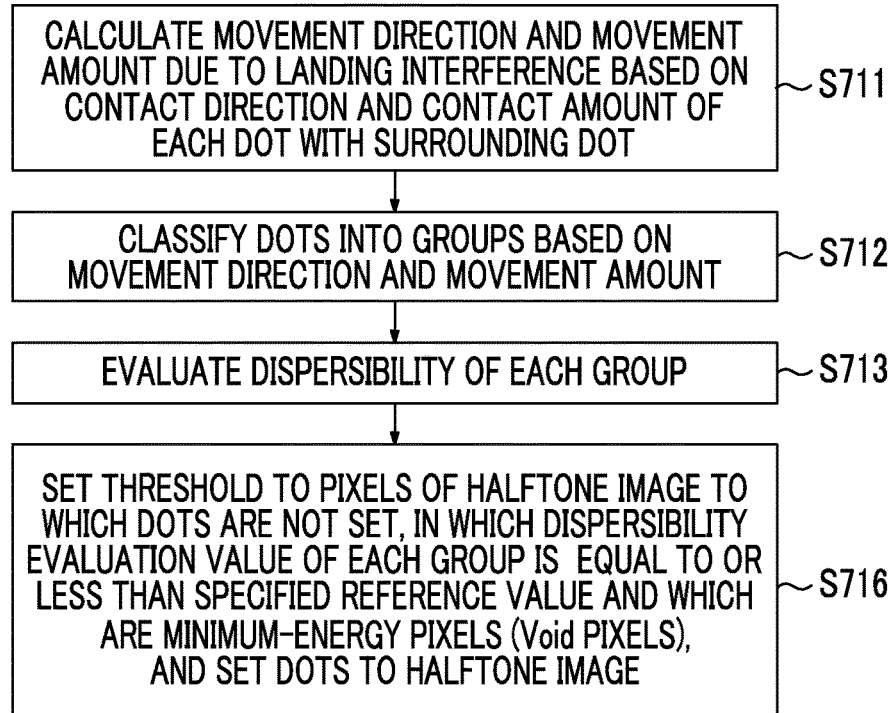 CALCULATE MOVEMENT DIRECTION AND MOVEMENT
AMOUNT DUE TO LANDING INTERFERENCE BASED ON
CONTACT DIRECTION AND CONTACT AMOUNT OF
EACH DOT WITH SURROUNDING DOT
S711
CLASSIFY DOTS INTO GROUPS BASED ON
MOVEMENT DIRECTION AND MOVEMENT AMOUNT
S712
EVALUATE DISPERSIBILITY OF EACH GROUP
S713
SET THRESHOLD TO PIXELS OF HALFTONE IMAGE TO
WHICH DOTS ARE NOT SET, IN WHICH DISPERSIBILITY
EVALUATION VALUE OF EACH GROUP IS EQUAL TO OR
LESS THAN SPECIFIED REFERENCE VALUE AND WHICH
ARE MINIMUM-ENERGY PIXELS (Void PIXELS),
AND SET DOTS TO HALFTONE IMAGE
S716